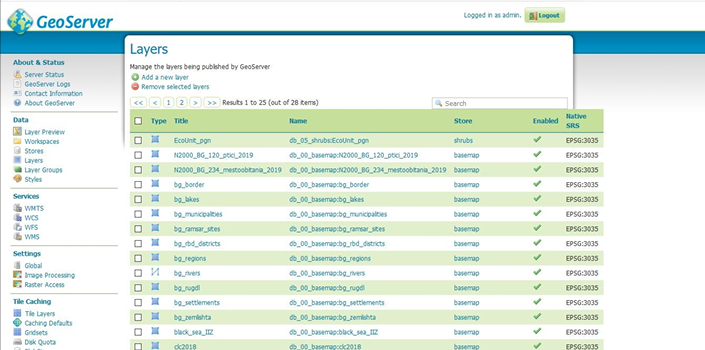 GeoServer
Logged in as admin. Logout
About & Status
Server Status
GeoServer Logs
Contact Information
About GeoServer
Data
Layer Preview
Workspaces
Stores
Layers
Layer Groups
Styles
Services
WMTS
WCS
WFS
WMS
Settings
Global
Image Processing
Raster Access
Tile Caching
Tile Layers
Caching Defaults
Gridsets
Disk Quota
Layers
Manage the layers being published by GeoServer
Add a new layer
Remove selected layers
<< < 1 2 > >> Results 1 to 25 (out of 28 items) Search
Type Title Name Store Enabled Native SRS
EcoUnit_pgn db_05_shrubs:EcoUnit_pgn shrubs EPSG:3035
N2000_BG_120_ptici_2019 db_00_basemap:N2000_BG_120_ptici_2019 basemap EPSG:3035
N2000_BG_234_mestoobitania_2019 db_00_basemap:N2000_BG_234_mestoobitania_2019 basemap EPSG:3035
bg_border db_00_basemap:bg_border basemap EPSG:3035
bg_lakes db_00_basemap:bg_lakes basemap EPSG:3035
bg_municipalities db_00_basemap:bg_municipalities basemap EPSG:3035
bg_ramsar_sites db_00_basemap:bg_ramsar_sites basemap EPSG:3035
bg_rbd_districts db_00_basemap:bg_rbd_districts basemap EPSG:3035
bg_regions db_00_basemap:bg_regions basemap EPSG:3035
bg_rivers db_00_basemap:bg_rivers basemap EPSG:3035
bg_rugdl db_00_basemap:bg_rugdl basemap EPSG:3035
bg_settlements db_00_basemap:bg_settlements basemap EPSG:3035
bg_zemlishta db_00_basemap:bg_zemlishta basemap EPSG:3035
black_sea_IIZ db_00_basemap:black_sea_IIZ basemap EPSG:3035
clc2018 db_00_basemap:clc2018 basemap EPSG:3035